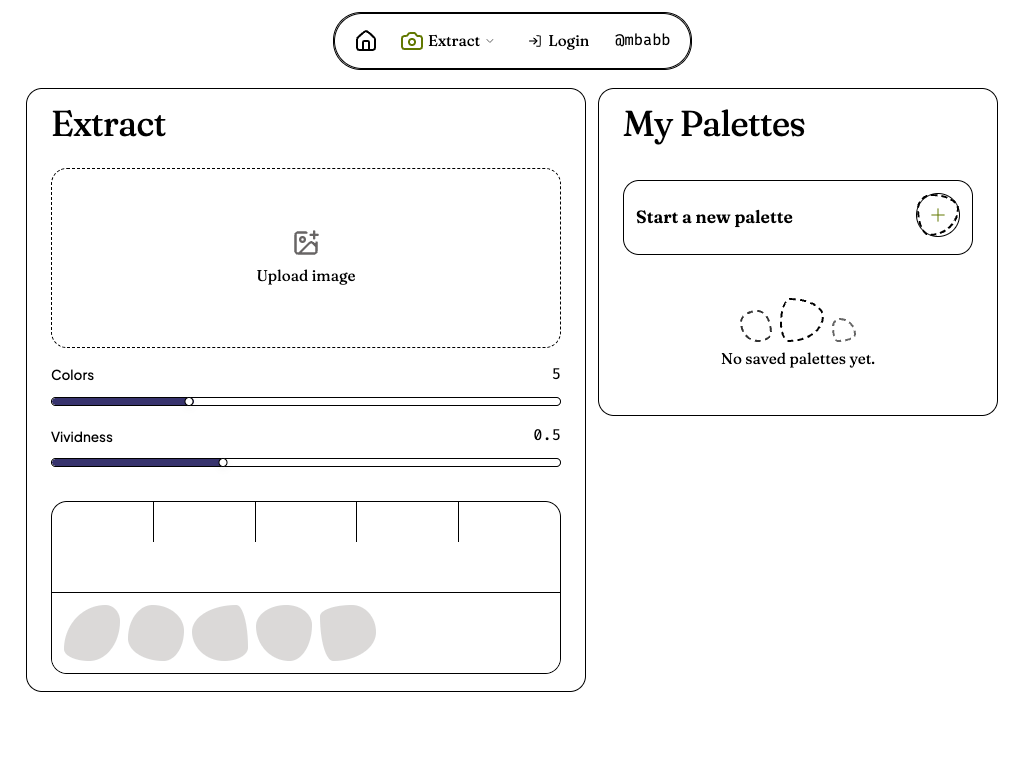 Extract
Login
@mbabb
Extract
Upload image
Colors
5
Vividness
0.5
My Palettes
Start a new palette
No saved palettes yet.